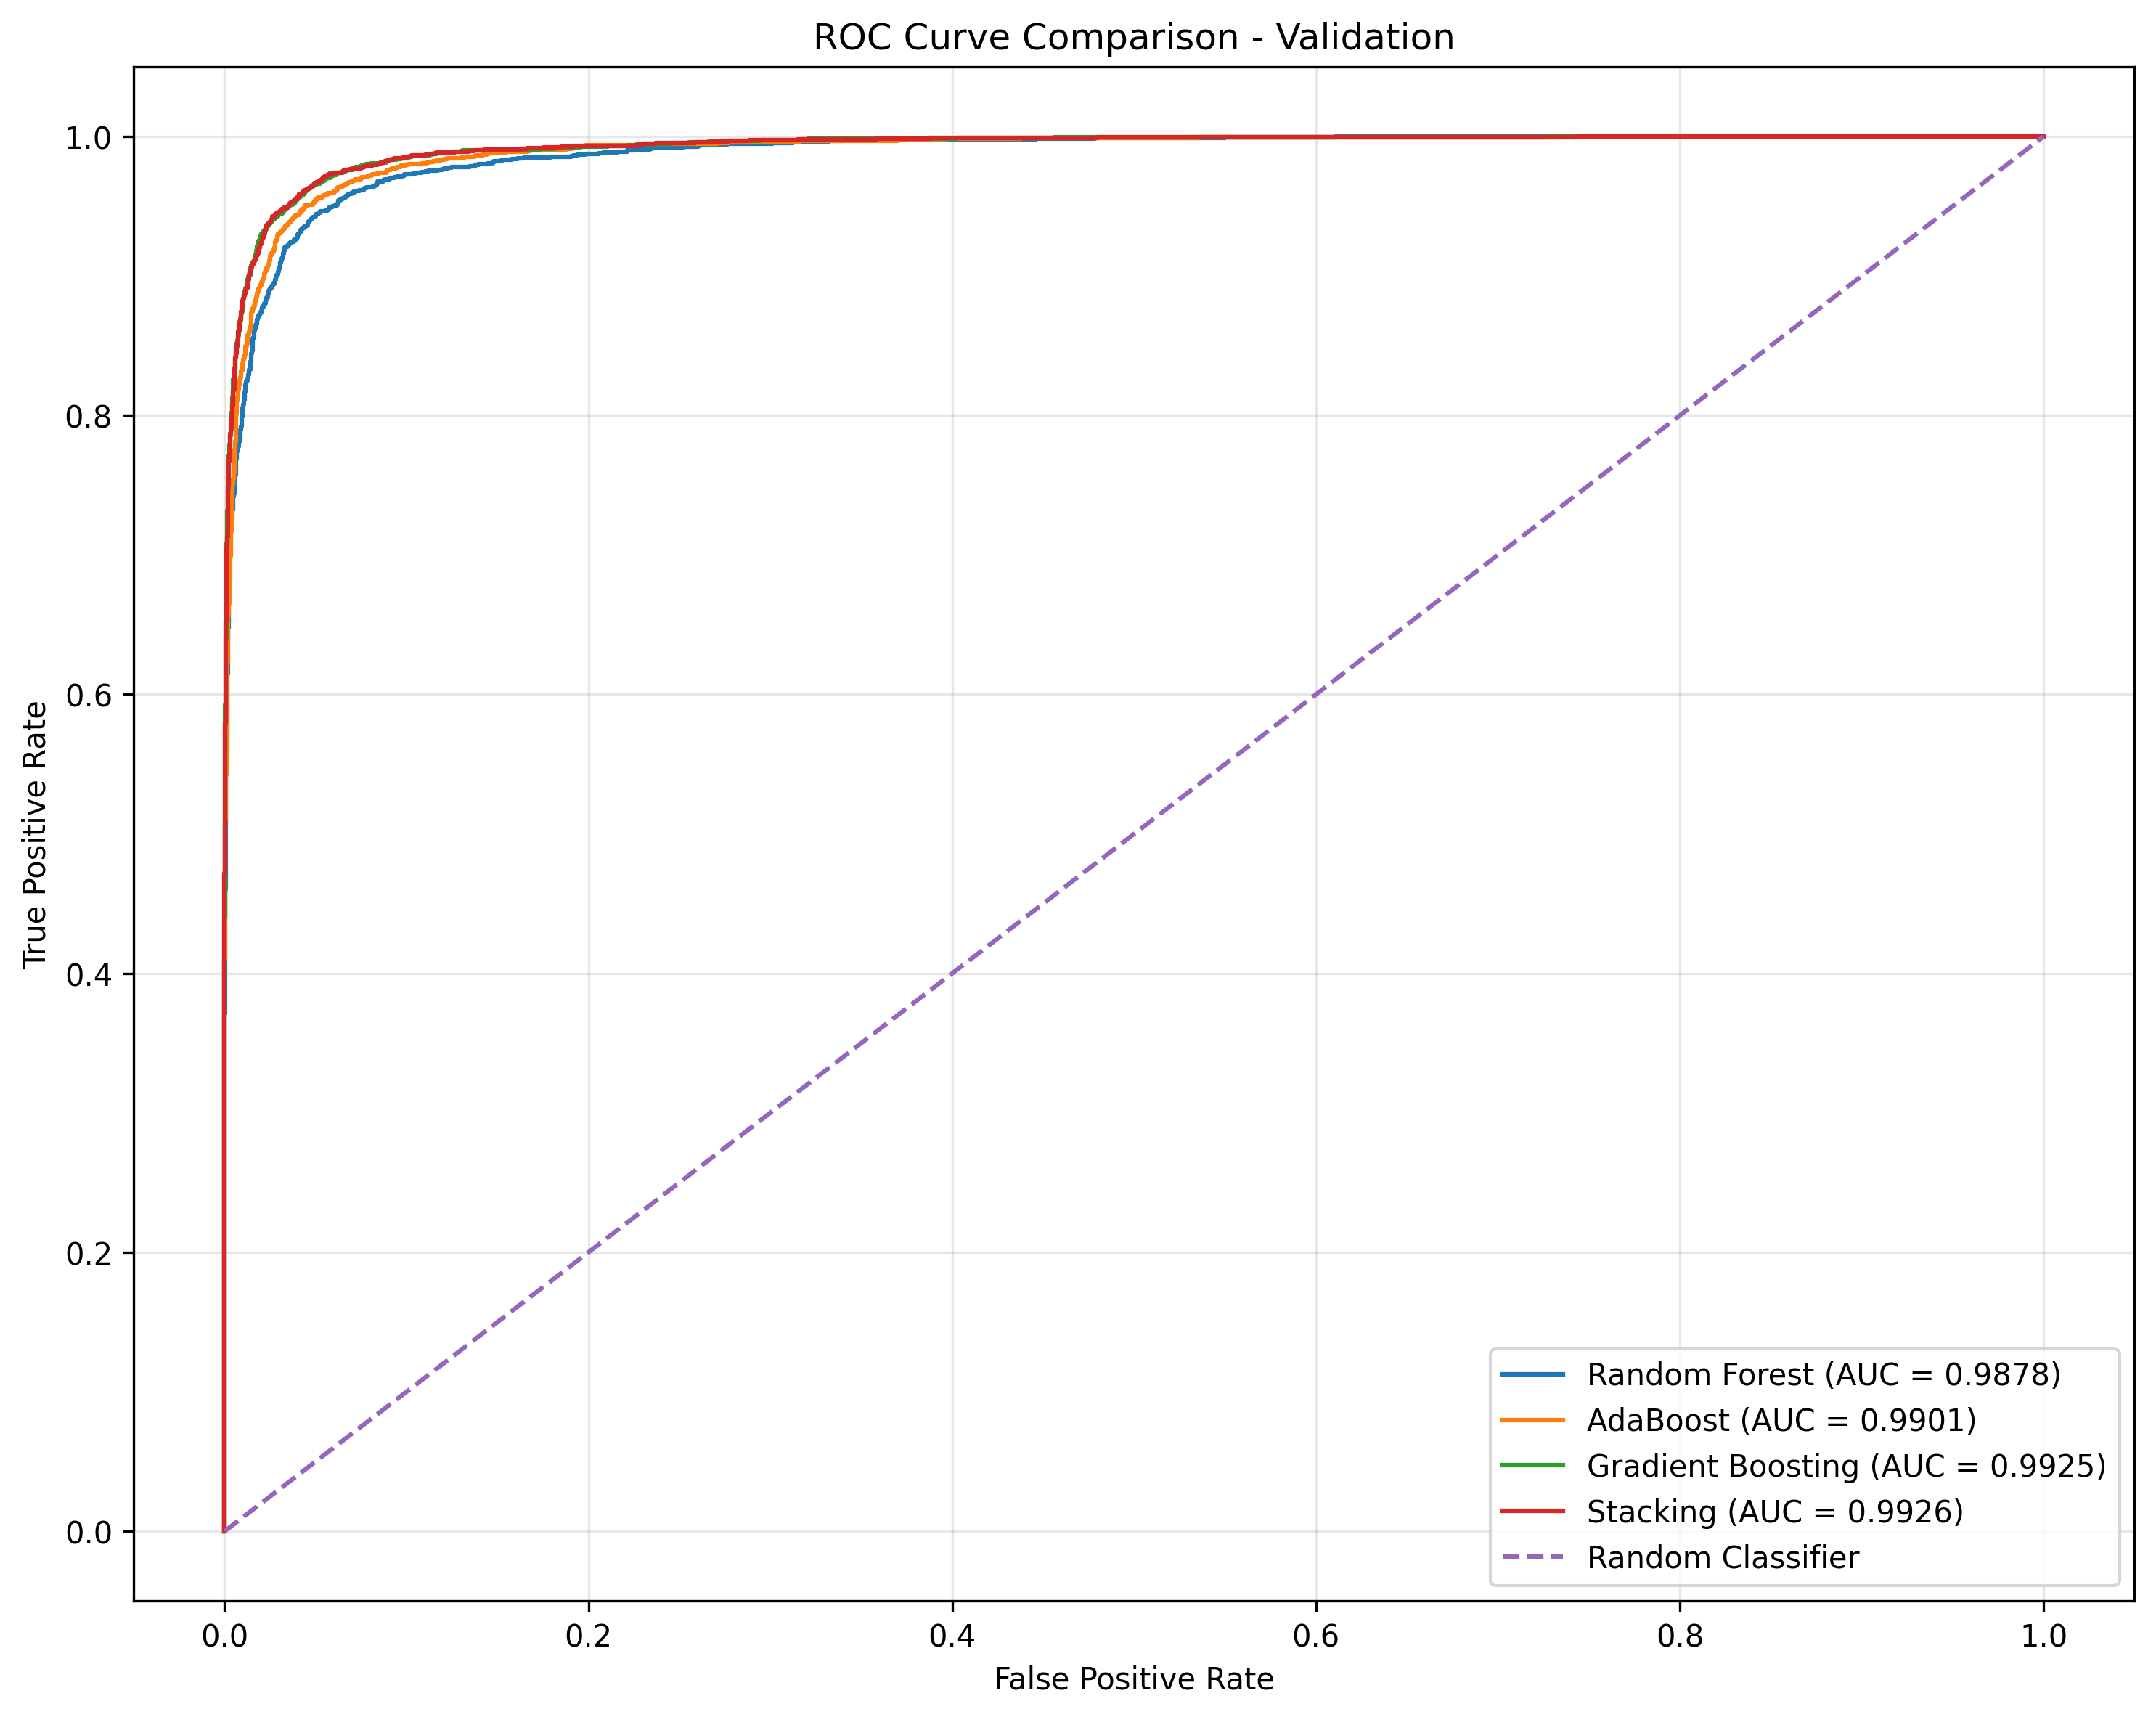 ROC Curve Comparison - Validation
True Positive Rate
1.0
0.8
0.6
0.4
0.2
0.0
0.0 0.2 0.4 0.6 0.8 1.0
False Positive Rate
Random Forest (AUC = 0.9878)
AdaBoost (AUC = 0.9901)
Gradient Boosting (AUC = 0.9925)
Stacking (AUC = 0.9926)
Random Classifier